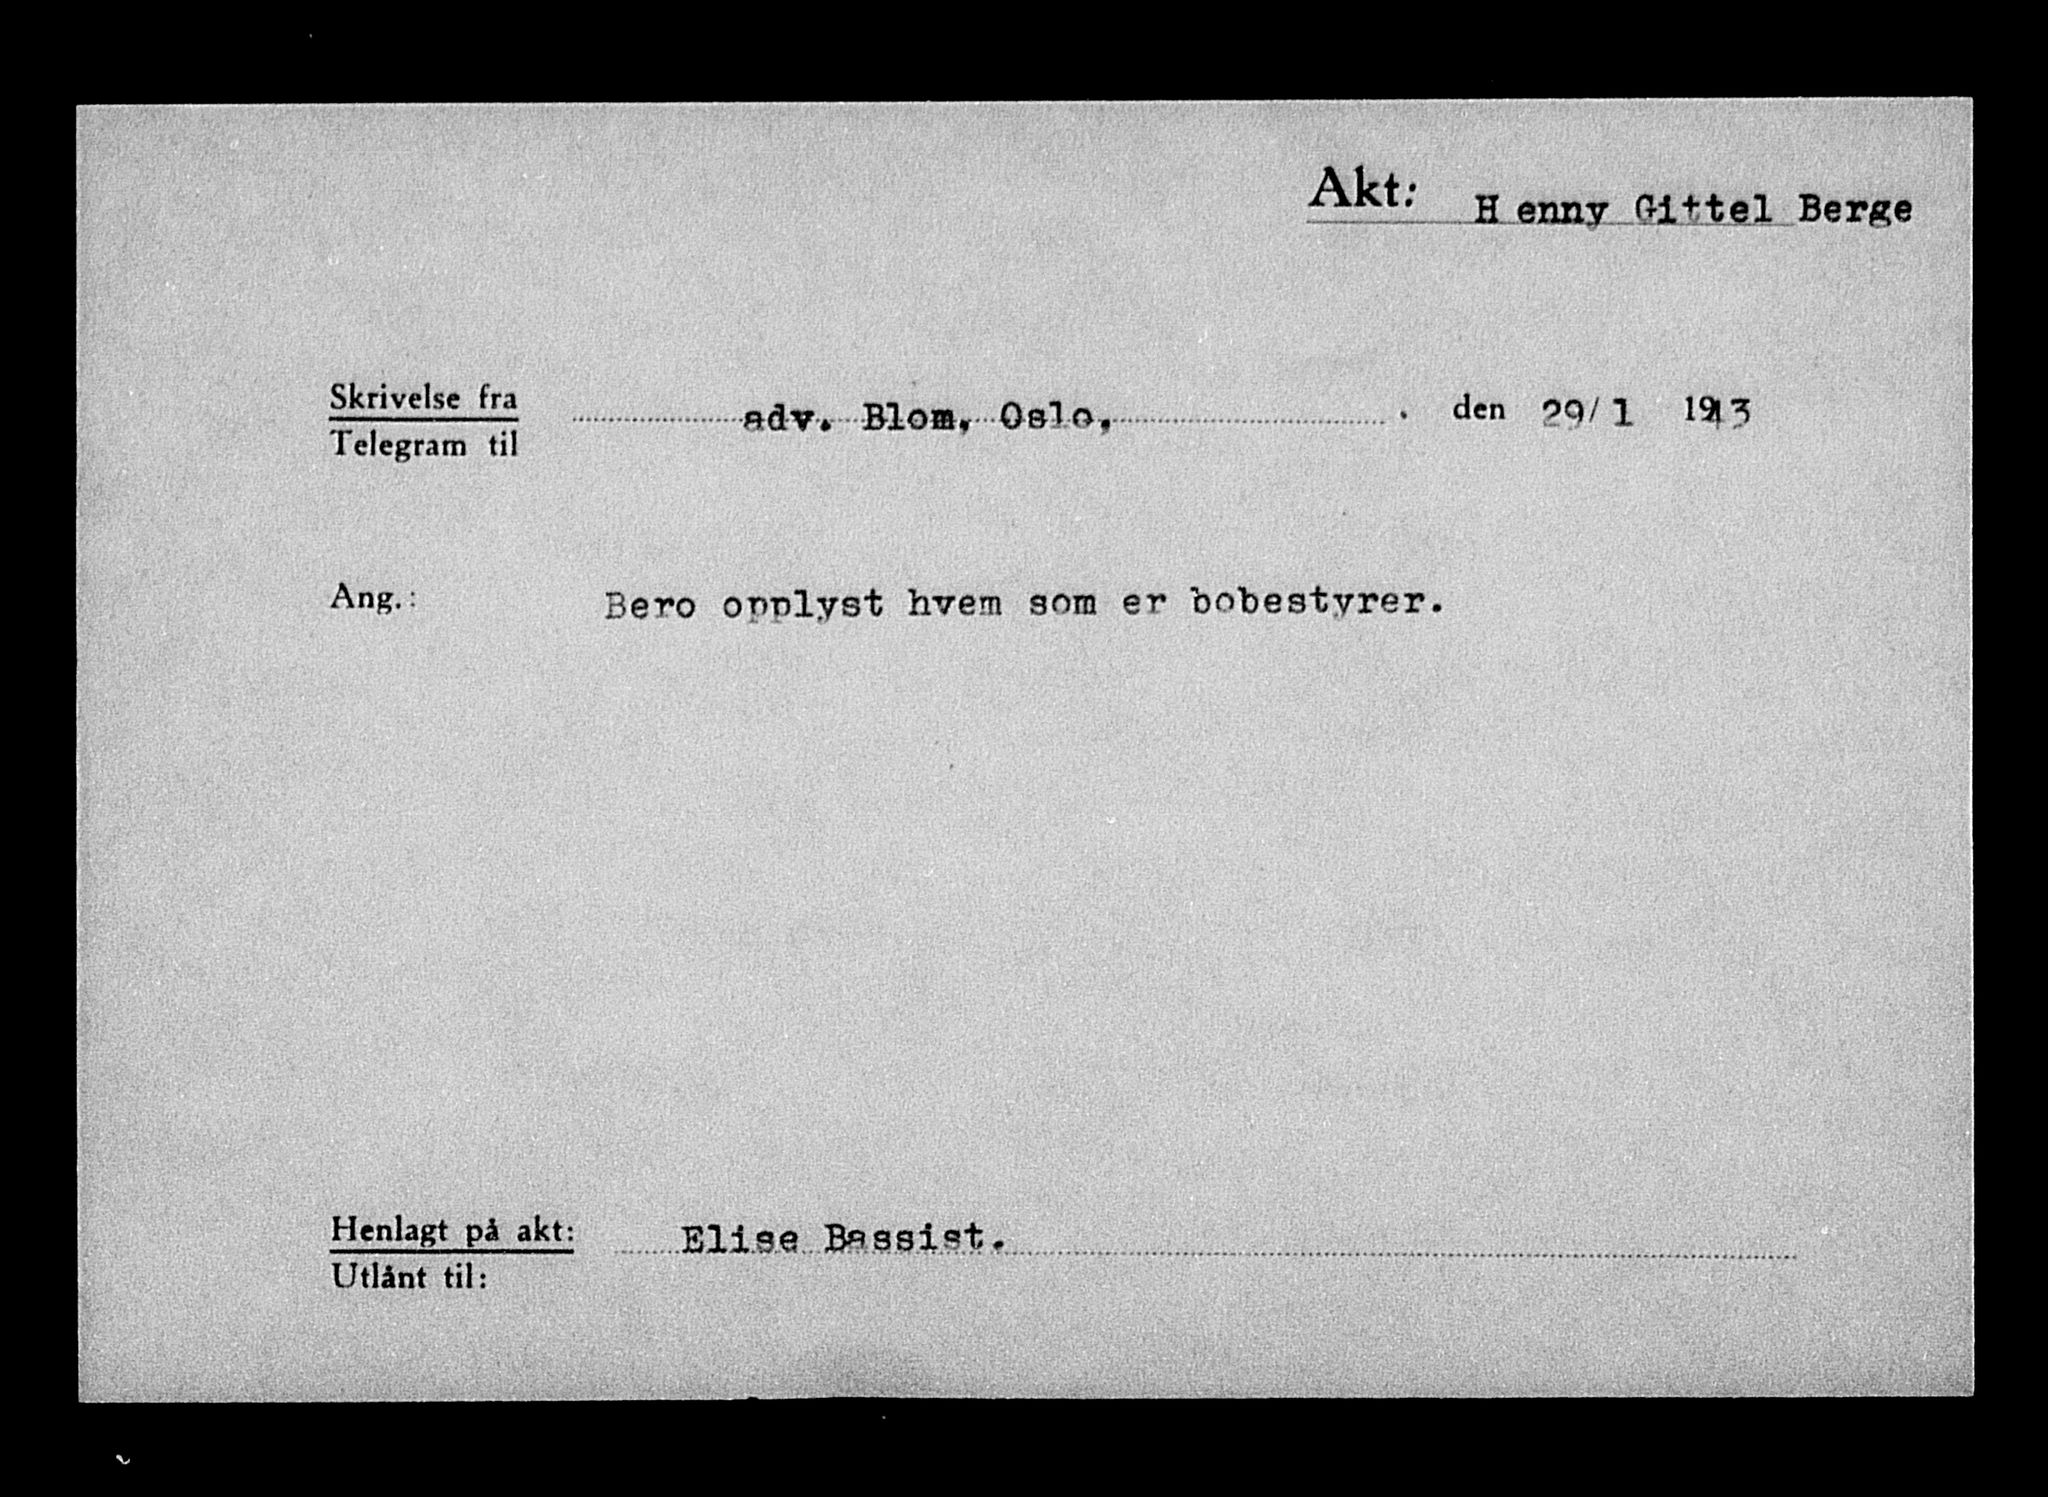 Akt: H enny Gittel Berge
Skrivelse fra adv. Blom, Oslo, . den 29/1 1943
Telegram til
Ang.: Bero opplyst hvem som er bobestyrer.
Henlagt på akt: Elise Bassist.
Utlånt til: